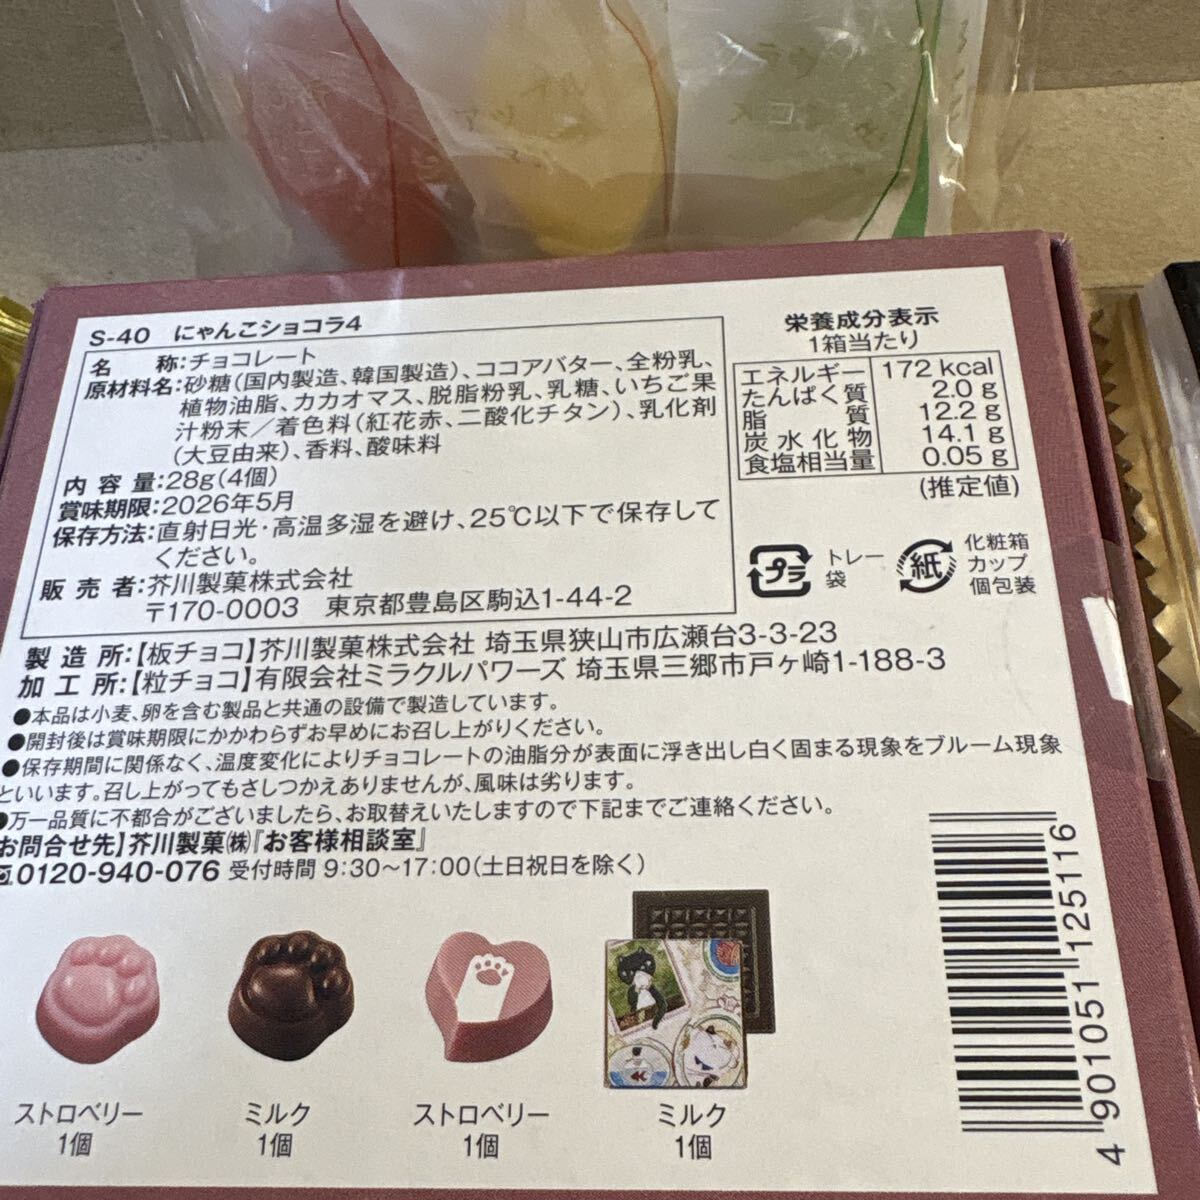 S-40 にゃんこショコラ4
名称:チョコレート
原材料名:砂糖(国内製造、韓国製造)、ココアバター、全粉乳、
植物油脂、カカオマス、脱脂粉乳、乳糖、いちご果
汁粉末/着色料(紅花赤、二酸化チタン)、乳化剤
(大豆由来)、香料、酸味料
内容量:28g(4個)
賞味期限:2026年5月
保存方法:直射日光・高温多湿を避け、25℃以下で保存して
ください。
販売者:芥川製菓株式会社
〒170-0003 東京都豊島区駒込1-44-2
栄養成分表示
1箱当たり
エネルギー 172 kcal
たんぱく質 2.0 g
脂質 12.2 g
炭水化物 14.1 g
食塩相当量 0.05 g
(推定値)
プラ トレー
袋
紙 化粧箱
カップ
個包装
製造所:【板チョコ】芥川製菓株式会社 埼玉県狭山市広瀬台3-3-23
加工所:【粒チョコ】有限会社ミラクルパワーズ 埼玉県三郷市戸ヶ崎1-188-3
●本品は小麦、卵を含む製品と共通の設備で製造しています。
●開封後は賞味期限にかかわらずお早めにお召し上がりください。
●保存期間に関係なく、温度変化によりチョコレートの油脂分が表面に浮き出し白く固まる現象をブルーム現象
といいます。召し上がってもさしつかえありませんが、風味は劣ります。
●万一品質に不都合がございましたら、お取替えいたしますので下記までご連絡ください。
お問合せ先】芥川製菓㈱『お客様相談室』
0120-940-076 受付時間 9:30～17:00(土日祝日を除く)
ストロベリー
1個
ミルク
1個
ストロベリー
1個
ミルク
1個
4 901051 125116